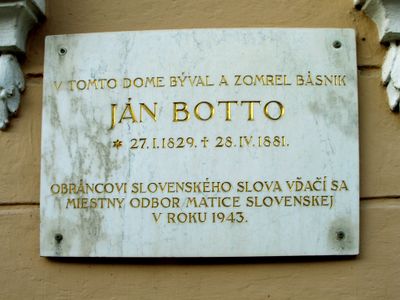 V TOMTO DOME BÝVAL A ZOMREL BÁSNIK
JÁN BOTTO
* 27.I.1829. † 28.IV.1881.
OBRÁNCOVI SLOVENSKÉHO SLOVA VĎAČÍ SA
MIESTNY ODBOR MATICE SLOVENSKEJ
V ROKU 1943.